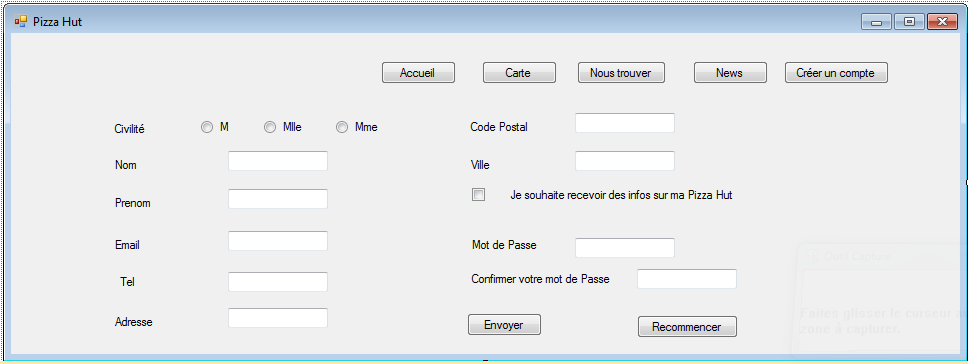 Pizza Hut
Accueil Carte Nous trouver News Créer un compte
Civilité M Mlle Mme Code Postal
Nom Ville
Je souhaite recevoir des infos sur ma Pizza Hut
Prenom
Email Mot de Passe
Tel Confirmer votre mot de Passe
Adresse Envoyer Recommencer
Outil Capture
Faites glisser le curseur
zone à capturer.